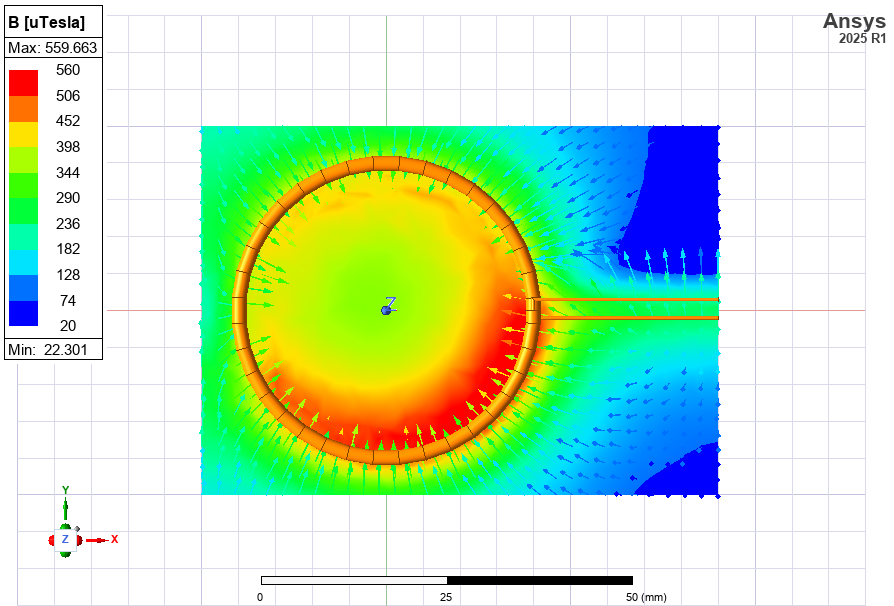 B [uTesla]
Max: 559.663
560
506
452
398
344
290
236
182
128
74
20
Min: 22.301
Ansys
2025 R1
Z
Y
Z
X
0
25
50 (mm)